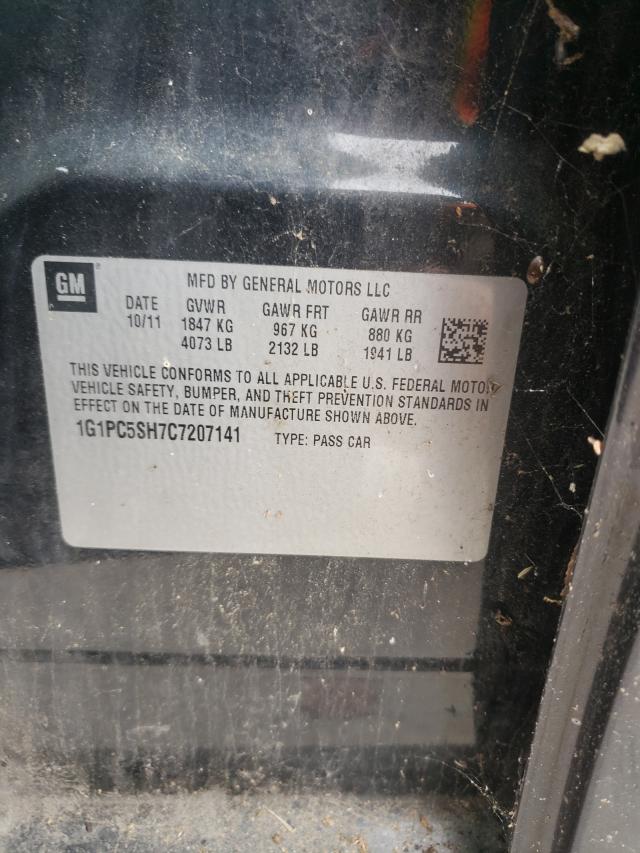 GM
MFD BY GENERAL MOTORS LLC
DATE GVWR GAWR FRT GAWR RR
10/11 1847 KG 967 KG 880 KG
4073 LB 2132 LB 1941 LB
THIS VEHICLE CONFORMS TO ALL APPLICABLE U.S. FEDERAL MOTOR
VEHICLE SAFETY, BUMPER, AND THEFT PREVENTION STANDARDS IN
EFFECT ON THE DATE OF MANUFACTURE SHOWN ABOVE.
1G1PC5SH7C7207141 TYPE: PASS CAR